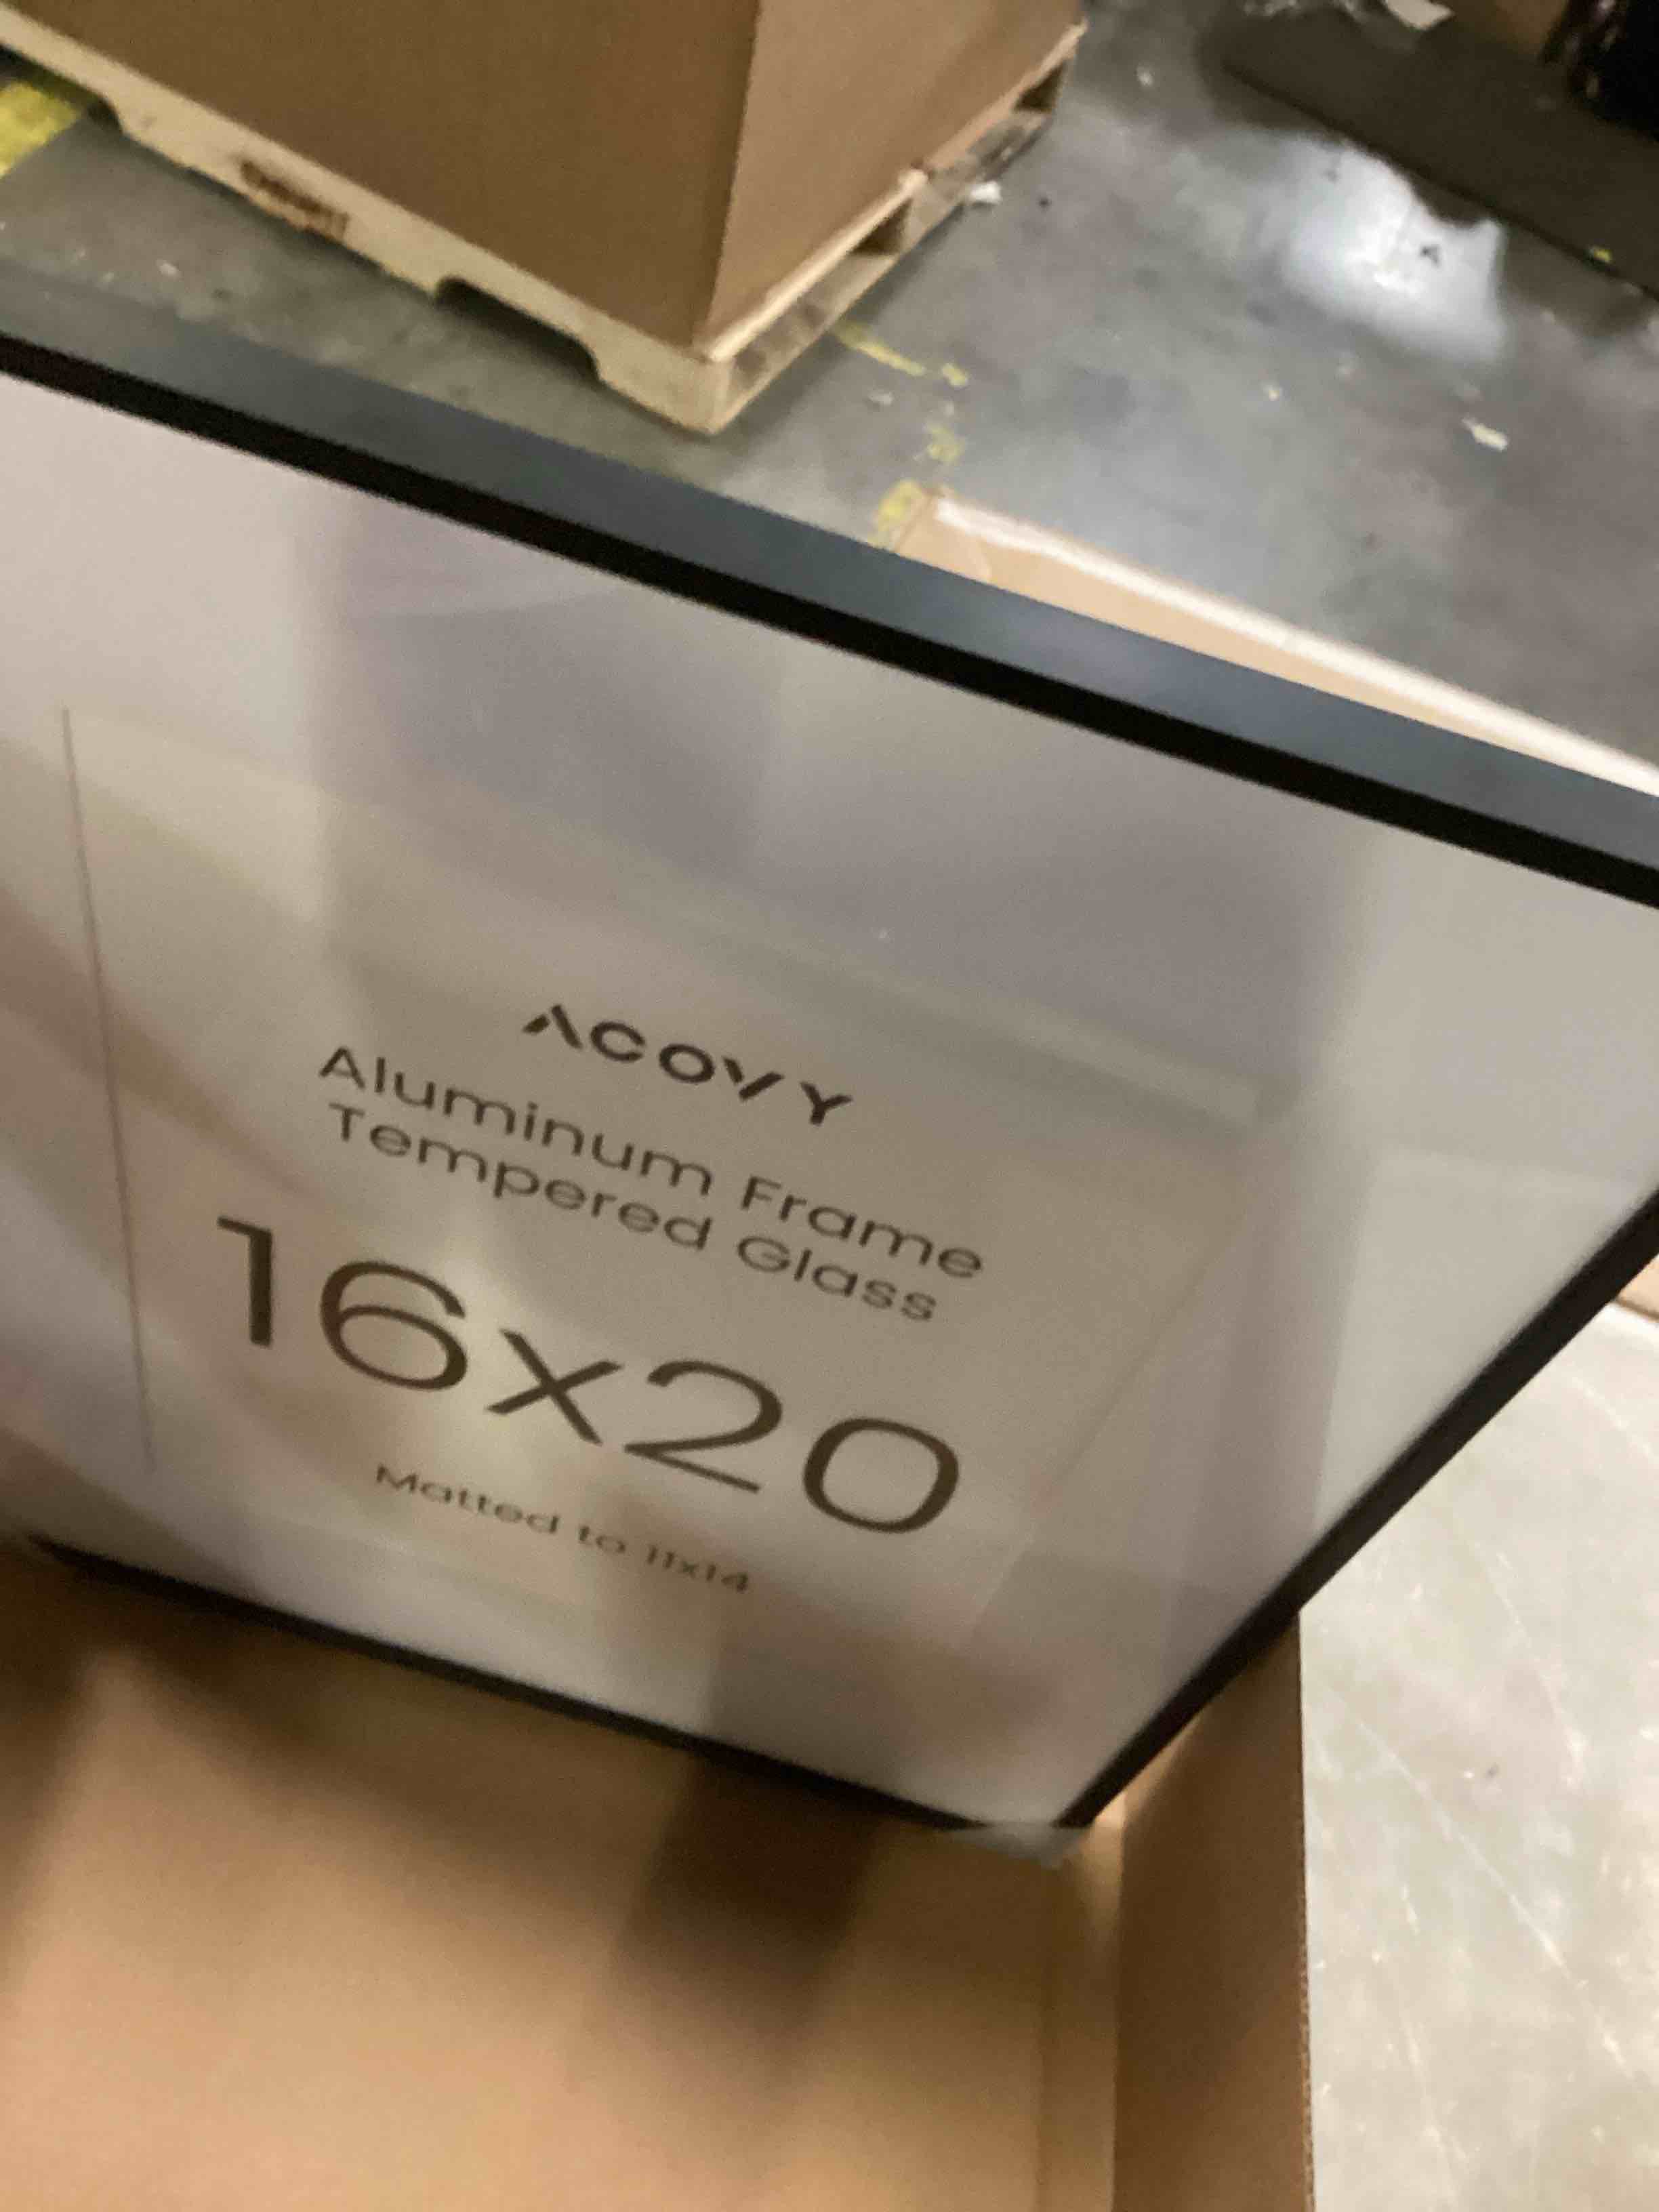 ACOVY
Aluminum Frame
Tempered Glass
16x20
Matted to 11x14